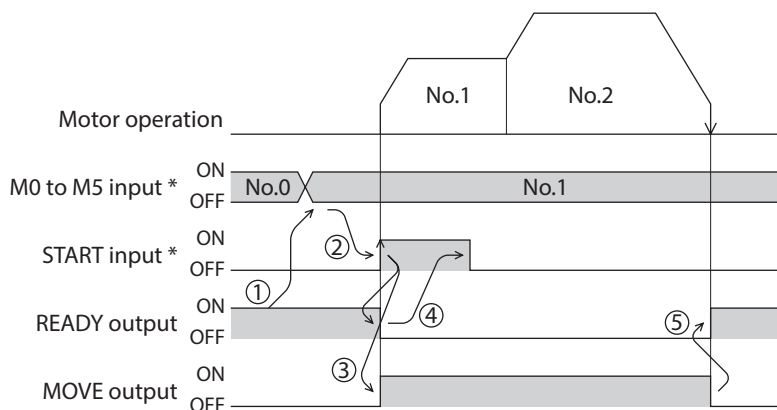 No.1
No.2
Motor operation
M0 to M5 input *
ON
OFF
No.0
No.1
START input *
ON
OFF
②
①
READY output
ON
OFF
④
⑤
③
MOVE output
ON
OFF